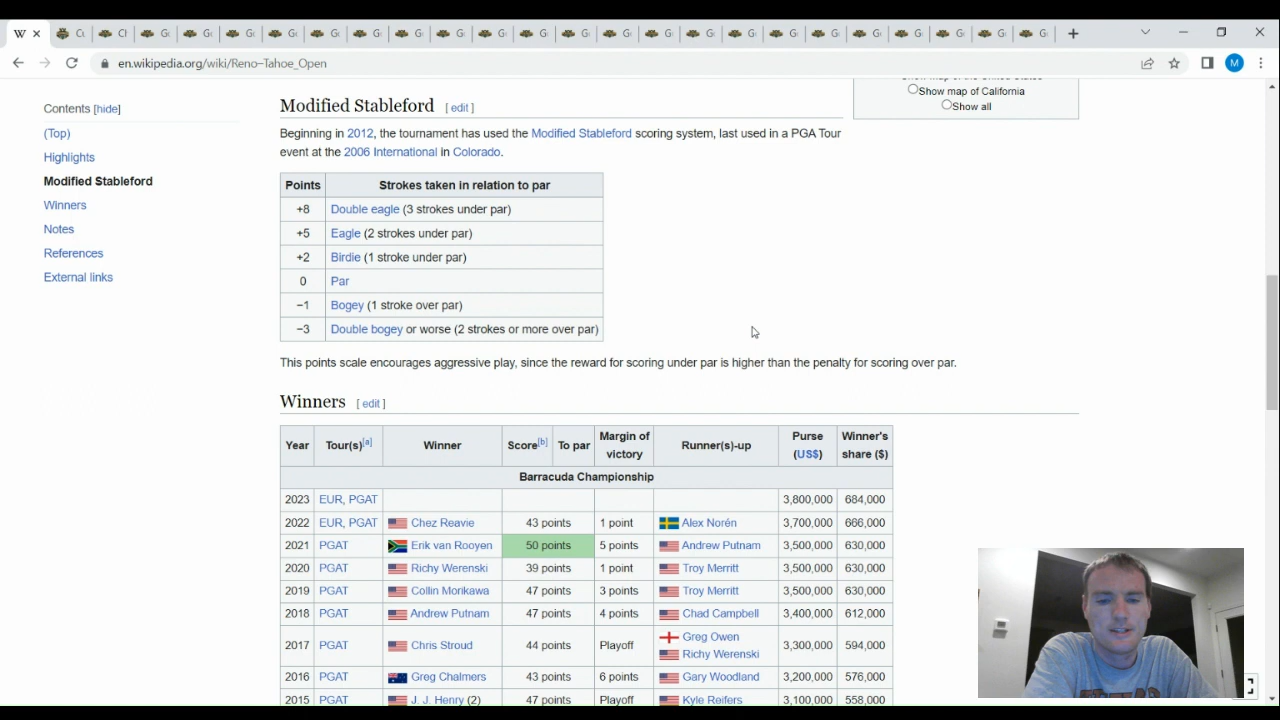 W
Cu
Ch
Go
en.wikipedia.org/wiki/Reno–Tahoe_Open
M
Contents [hide]
(Top)
Highlights
Modified Stableford
Winners
Notes
References
External links
Show map of California
Show all
Modified Stableford [ edit ]
Beginning in 2012, the tournament has used the Modified Stableford scoring system, last used in a PGA Tour
event at the 2006 International in Colorado.
Points Strokes taken in relation to par
+8 Double eagle (3 strokes under par)
+5 Eagle (2 strokes under par)
+2 Birdie (1 stroke under par)
0 Par
−1 Bogey (1 stroke over par)
−3 Double bogey or worse (2 strokes or more over par)
This points scale encourages aggressive play, since the reward for scoring under par is higher than the penalty for scoring over par.
Winners [ edit ]
Year Tour(s)[a] Winner Score[b] To par Margin of victory Runner(s)-up Purse (US$) Winner's share ($)
Barracuda Championship
2023 EUR, PGAT 3,800,000 684,000
2022 EUR, PGAT Chez Reavie 43 points 1 point Alex Norén 3,700,000 666,000
2021 PGAT Erik van Rooyen 50 points 5 points Andrew Putnam 3,500,000 630,000
2020 PGAT Richy Werenski 39 points 1 point Troy Merritt 3,500,000 630,000
2019 PGAT Collin Morikawa 47 points 3 points Troy Merritt 3,500,000 630,000
2018 PGAT Andrew Putnam 47 points 4 points Chad Campbell 3,400,000 612,000
2017 PGAT Chris Stroud 44 points Playoff Greg Owen Richy Werenski 3,300,000 594,000
2016 PGAT Greg Chalmers 43 points 6 points Gary Woodland 3,200,000 576,000
2015 PGAT J. J. Henry (2) 47 points Playoff Kyle Reifers 3,100,000 558,000